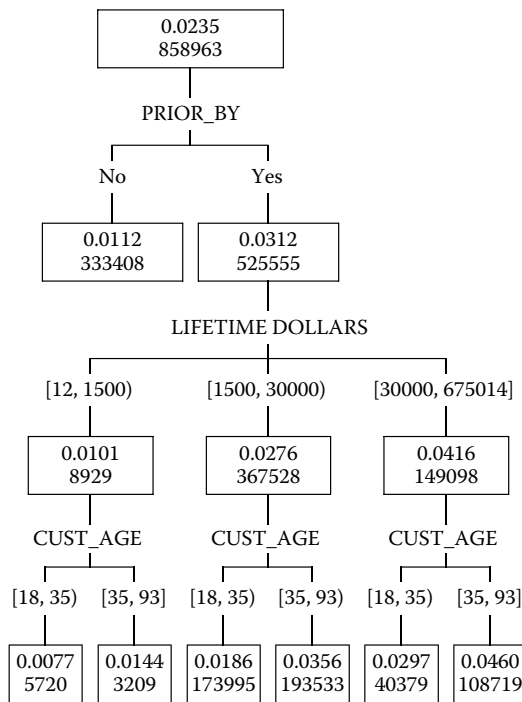 0.0235
858963
PRIOR_BY
No Yes
0.0112 0.0312
333408 525555
LIFETIME DOLLARS
[12, 1500) [1500, 30000) [30000, 675014]
0.0101 0.0276 0.0416
8929 367528 149098
CUST_AGE CUST_AGE CUST_AGE
[18, 35) [35, 93] [18, 35) [35, 93) [18, 35) [35, 93]
0.0077 0.0144 0.0186 0.0356 0.0297 0.0460
5720 3209 173995 193533 40379 108719